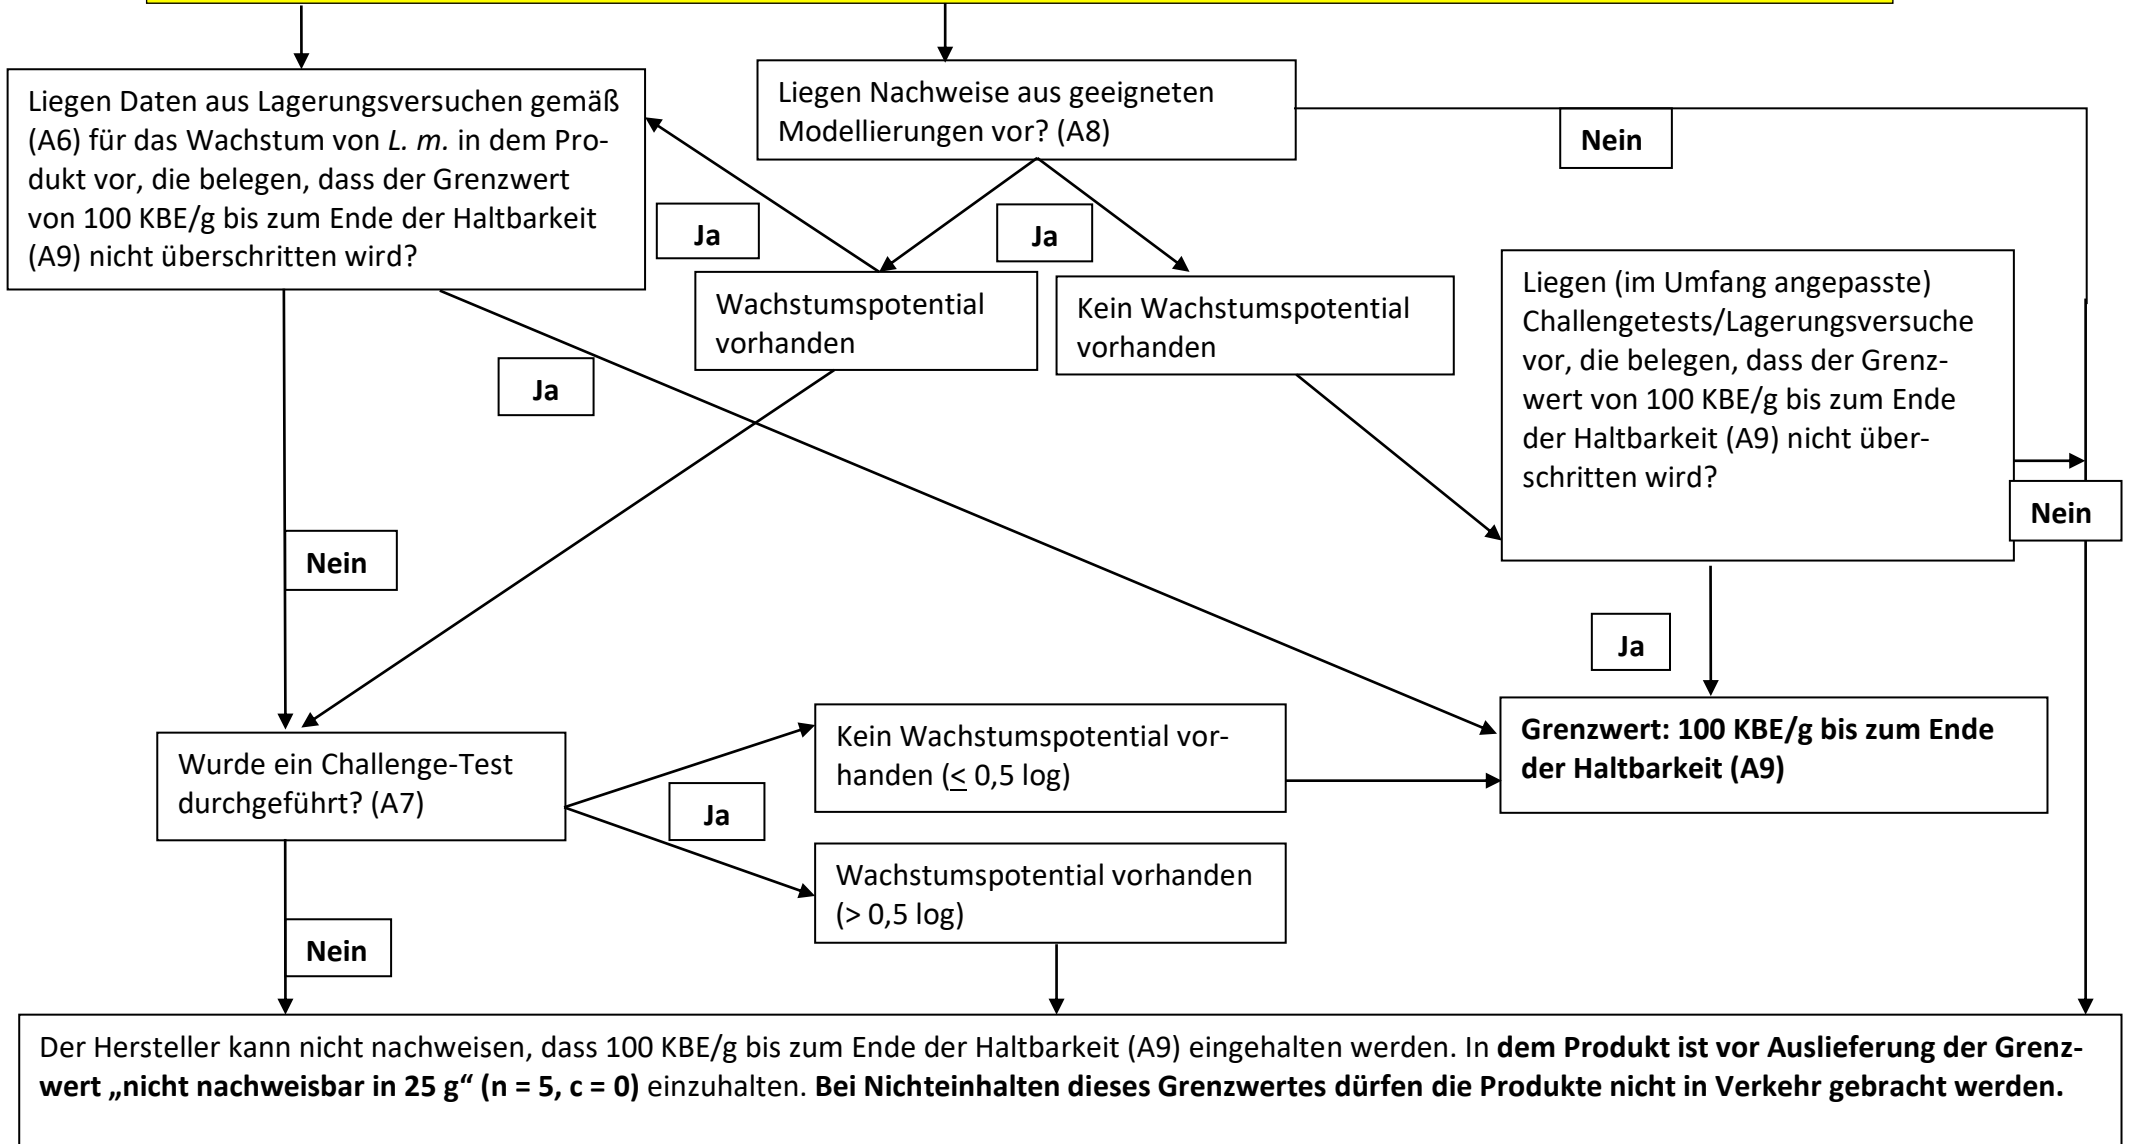 Liegen Daten aus Lagerungsversuchen gemäß
(A6) für das Wachstum von L. m. in dem Pro-
dukt vor, die belegen, dass der Grenzwert
von 100 KBE/g bis zum Ende der Haltbarkeit
(A9) nicht überschritten wird?
Liegen Nachweise aus geeigneten
Modellierungen vor? (A8)
Nein
Ja
Ja
Wachstumspotential
vorhanden
Kein Wachstumspotential
vorhanden
Liegen (im Umfang angepasste)
Challengetests/Lagerungsversuche
vor, die belegen, dass der Grenz-
wert von 100 KBE/g bis zum Ende
der Haltbarkeit (A9) nicht über-
schritten wird?
Ja
Nein
Nein
Ja
Wurde ein Challenge-Test
durchgeführt? (A7)
Kein Wachstumspotential vor-
handen (≤ 0,5 log)
Grenzwert: 100 KBE/g bis zum Ende
der Haltbarkeit (A9)
Ja
Wachstumspotential vorhanden
(> 0,5 log)
Nein
Der Hersteller kann nicht nachweisen, dass 100 KBE/g bis zum Ende der Haltbarkeit (A9) eingehalten werden. In dem Produkt ist vor Auslieferung der Grenz-
wert „nicht nachweisbar in 25 g“ (n = 5, c = 0) einzuhalten. Bei Nichteinhalten dieses Grenzwertes dürfen die Produkte nicht in Verkehr gebracht werden.